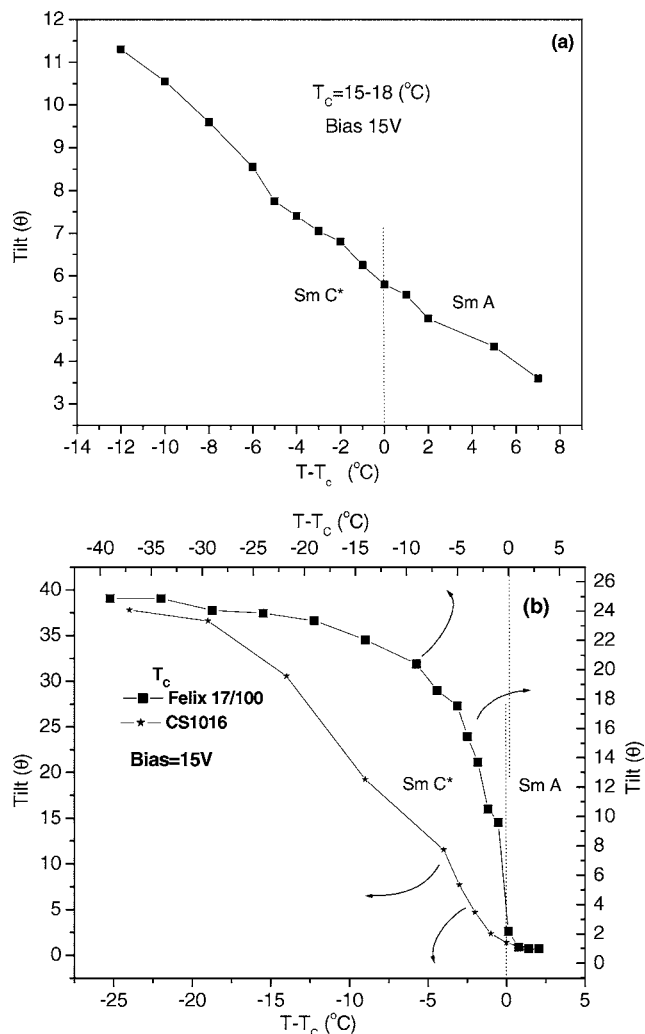 (a)
12
11
10
9
8
7
6
5
4
3
Tilt (θ)
T_C=15-18 (°C)
Bias 15V
Sm C*
Sm A
-14 -12 -10 -8 -6 -4 -2 0 2 4 6 8
T-T_c (°C)
T-T_C (°C)
-40 -35 -30 -25 -20 -15 -10 -5 0 5
(b)
40
35
30
25
20
15
10
5
0
Tilt (θ)
26
24
22
20
18
16
14
12
10
8
6
4
2
0
Tilt (θ)
T_C
Felix 17/100
CS1016
Bias=15V
Sm C*
Sm A
-25 -20 -15 -10 -5 0 5
T-T_c (°C)